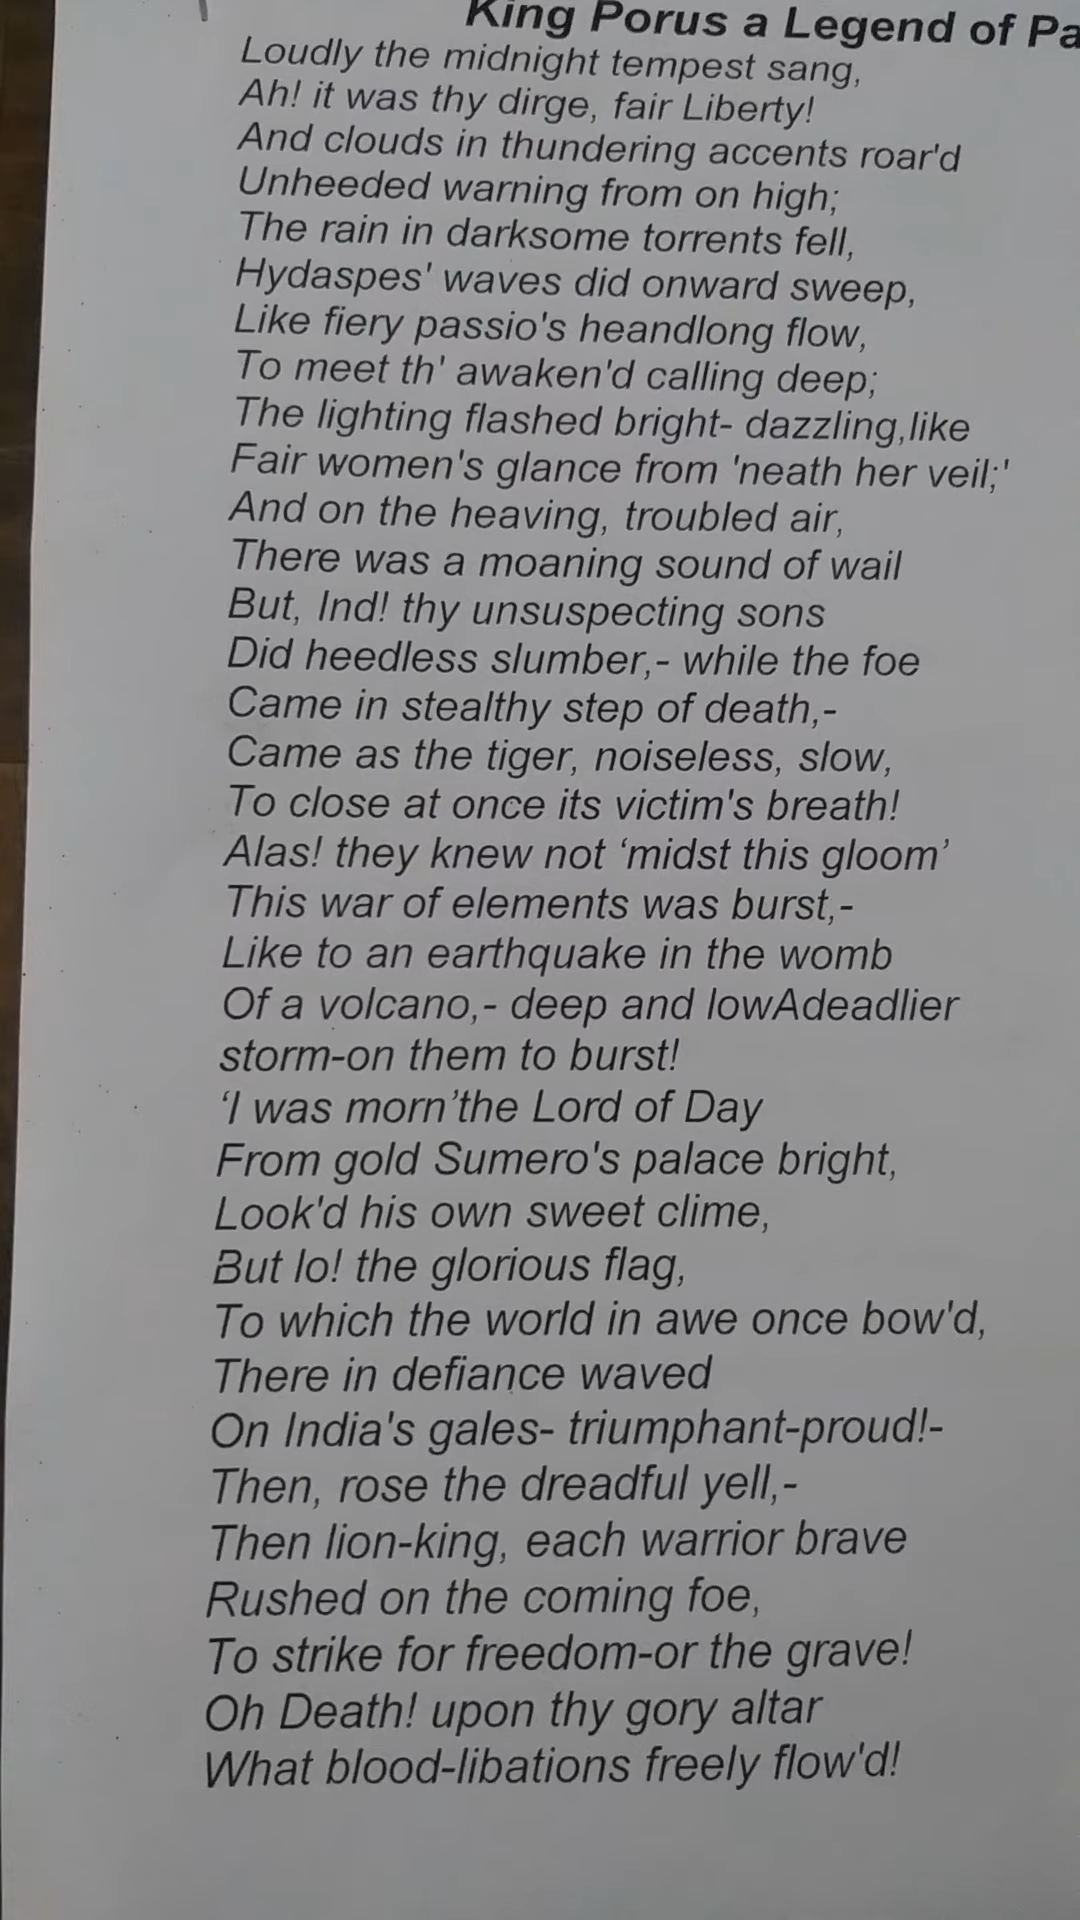 King Porus a Legend of Pa
Loudly the midnight tempest sang,
Ah! it was thy dirge, fair Liberty!
And clouds in thundering accents roar'd
Unheeded warning from on high;
The rain in darksome torrents fell,
Hydaspes' waves did onward sweep,
Like fiery passio's heandlong flow,
To meet th' awaken'd calling deep;
The lighting flashed bright- dazzling,like
Fair women's glance from 'neath her veil;'
And on the heaving, troubled air,
There was a moaning sound of wail
But, Ind! thy unsuspecting sons
Did heedless slumber,- while the foe
Came in stealthy step of death,-
Came as the tiger, noiseless, slow,
To close at once its victim's breath!
Alas! they knew not ‘midst this gloom’
This war of elements was burst,-
Like to an earthquake in the womb
Of a volcano,- deep and lowAdeadlier
storm-on them to burst!
‘I was morn’the Lord of Day
From gold Sumero's palace bright,
Look'd his own sweet clime,
But lo! the glorious flag,
To which the world in awe once bow'd,
There in defiance waved
On India's gales- triumphant-proud!-
Then, rose the dreadful yell,-
Then lion-king, each warrior brave
Rushed on the coming foe,
To strike for freedom-or the grave!
Oh Death! upon thy gory altar
What blood-libations freely flow'd!